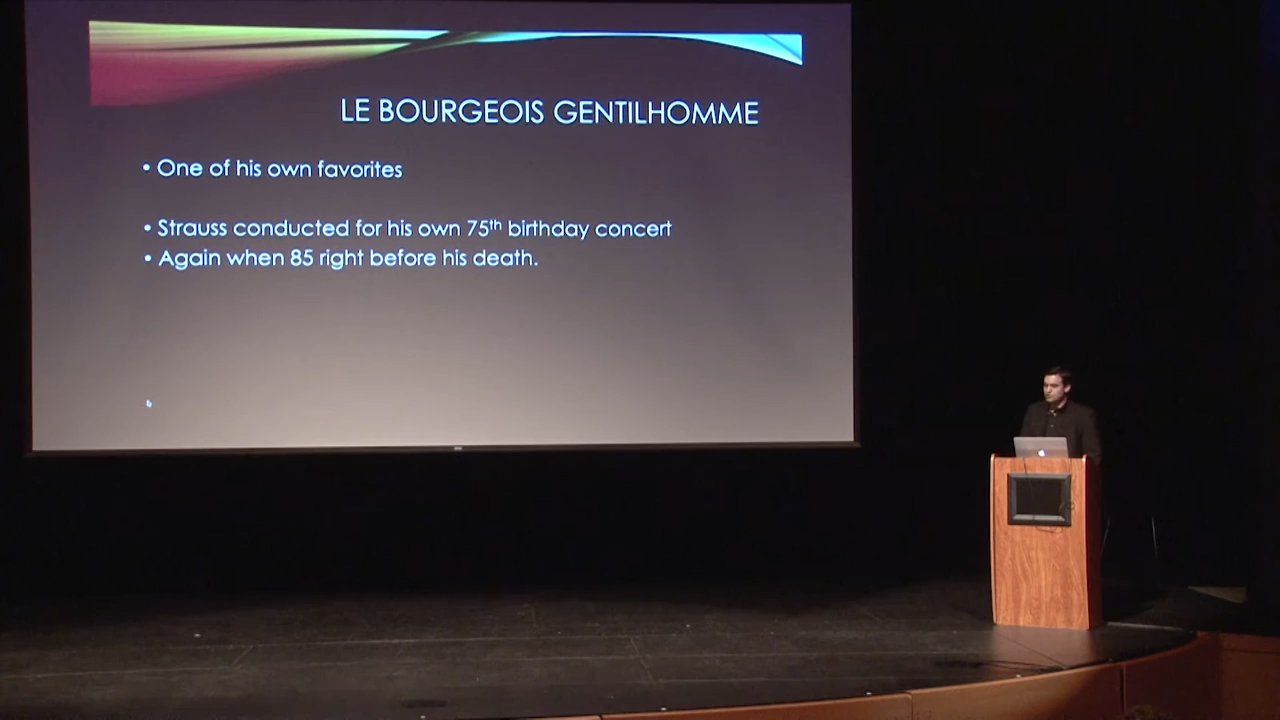 LE BOURGEOIS GENTILHOMME
• One of his own favorites
• Strauss conducted for his own 75th birthday concert
• Again when 85 right before his death.